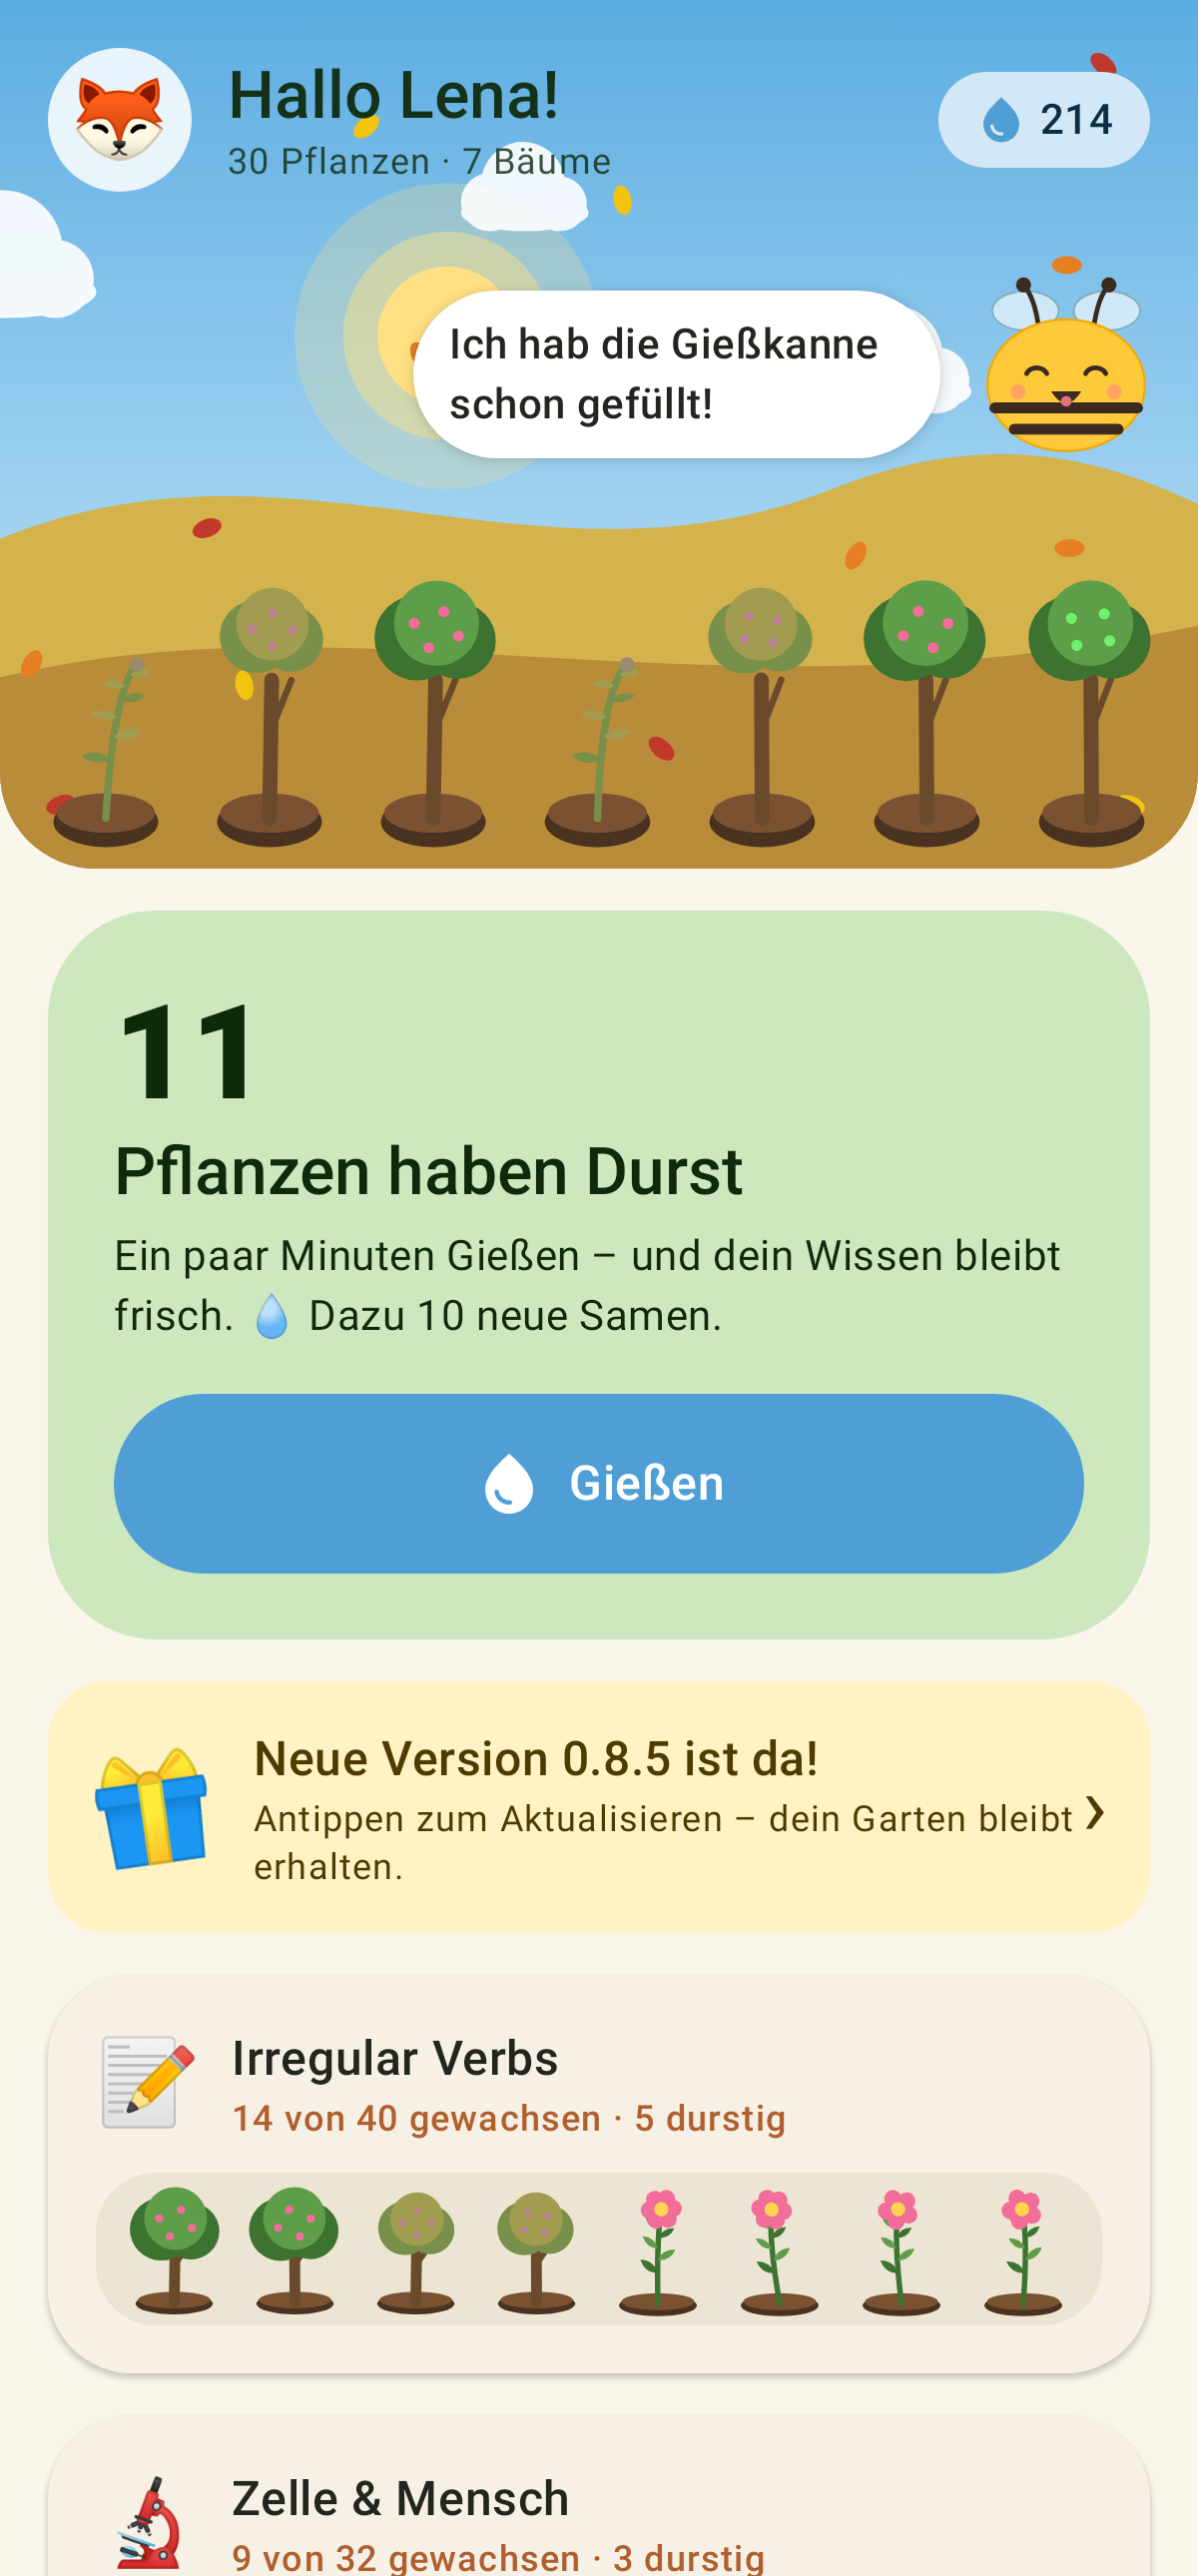 Hallo Lena!
30 Pflanzen · 7 Bäume
214
Ich hab die Gießkanne
schon gefüllt!
11
Pflanzen haben Durst
Ein paar Minuten Gießen – und dein Wissen bleibt
frisch. 💧 Dazu 10 neue Samen.
Gießen
Neue Version 0.8.5 ist da!
Antippen zum Aktualisieren – dein Garten bleibt
erhalten.
Irregular Verbs
14 von 40 gewachsen · 5 durstig
Zelle & Mensch
9 von 32 gewachsen · 3 durstig